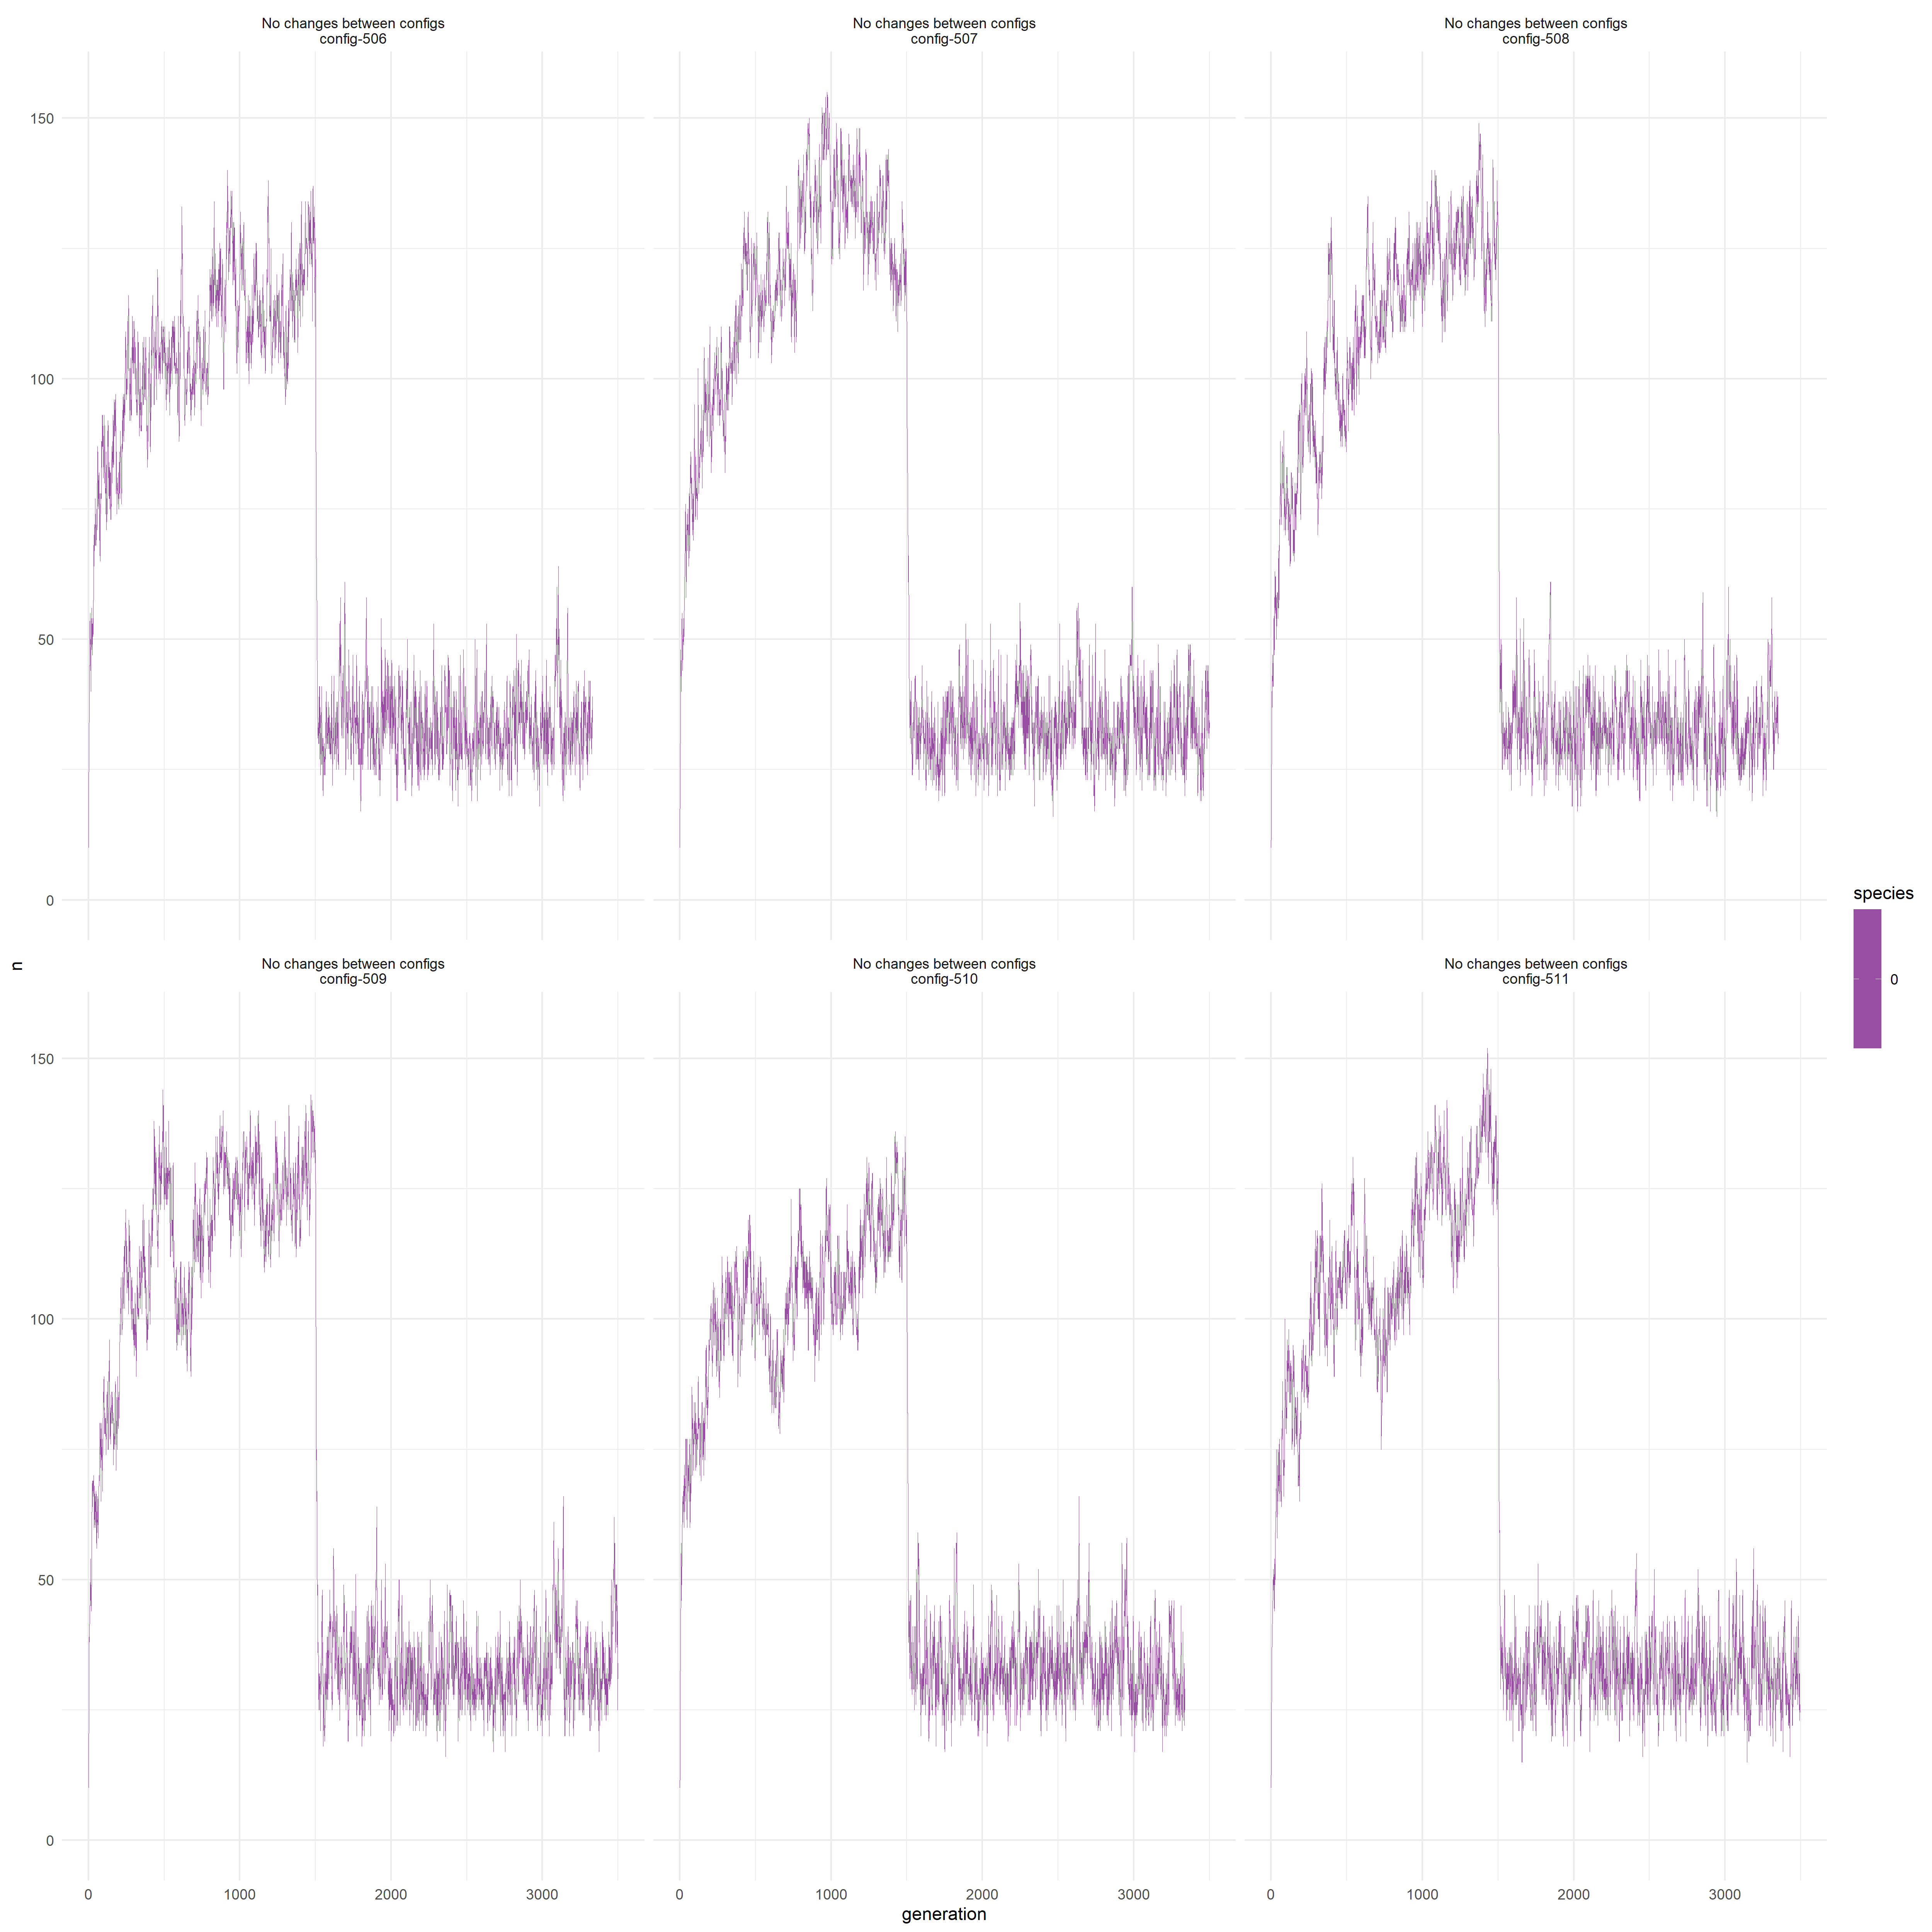 No changes between configs
config-506
No changes between configs
config-507
No changes between configs
config-508
150
100
50
0
n
No changes between configs
config-509
No changes between configs
config-510
No changes between configs
config-511
150
100
50
0
0 1000 2000 3000
0 1000 2000 3000
0 1000 2000 3000
generation
species
0